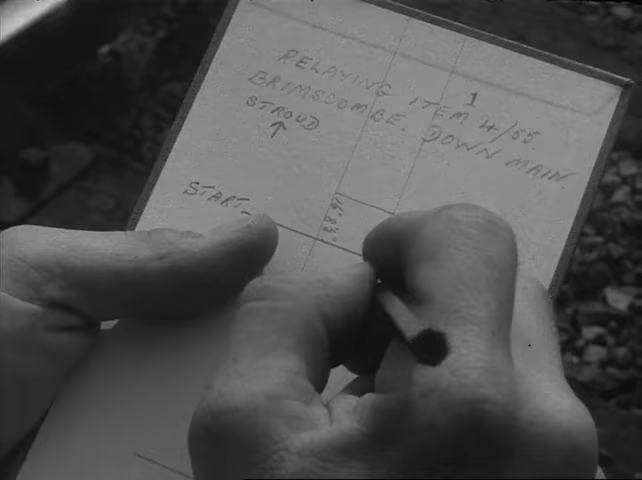 1
RELAYING ITEM 4/55
BRIMSCOMBE. DOWN MAIN.
STROUD
↑
START